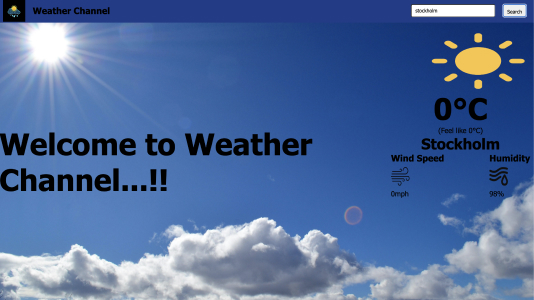 Weather Channel
stockholm
Search
0°C
(Feel like 0°C)
Stockholm
Welcome to Weather
Channel...!!
Wind Speed
Humidity
0mph
98%